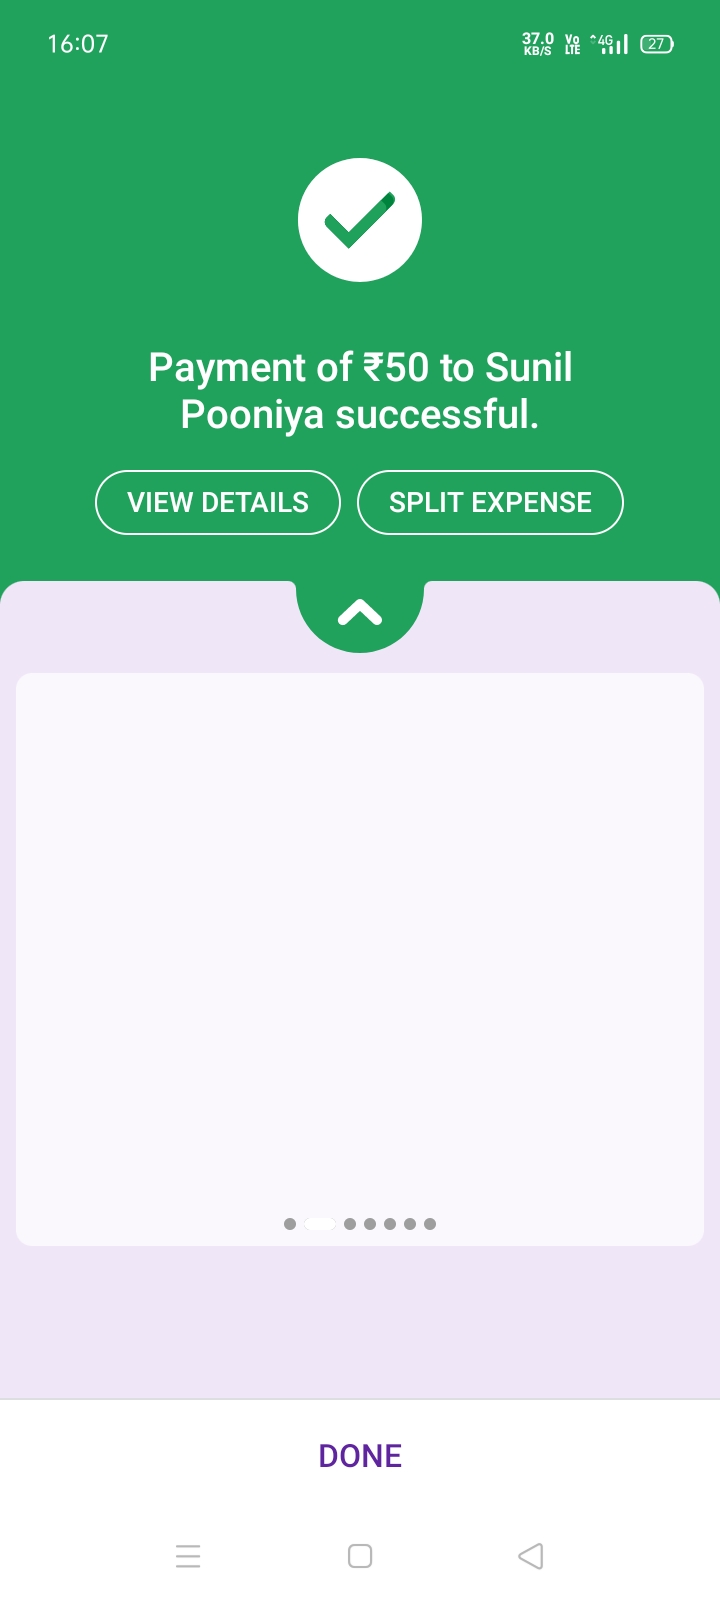 16:07
37.0
KB/S
Vo
LTE
4G
27
Payment of ₹50 to Sunil
Pooniya successful.
VIEW DETAILS
SPLIT EXPENSE
DONE